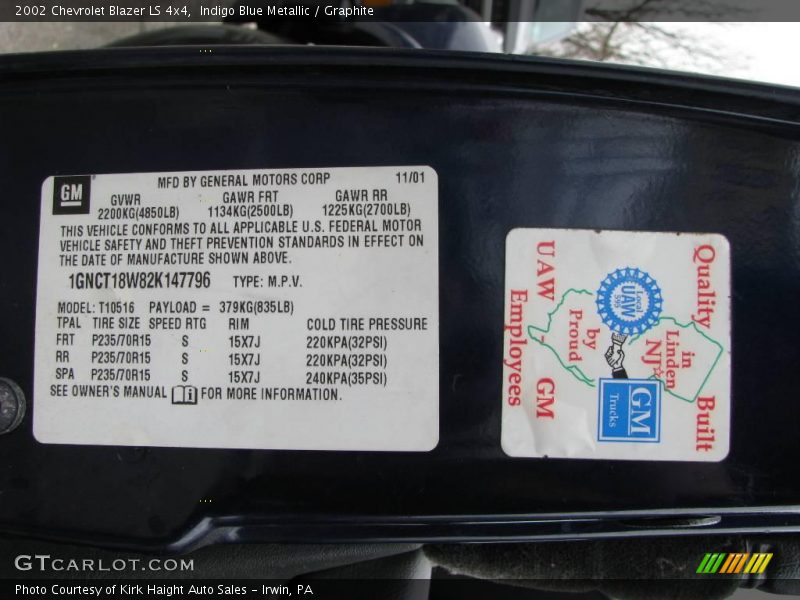 2002 Chevrolet Blazer LS 4x4, Indigo Blue Metallic / Graphite
GM
MFD BY GENERAL MOTORS CORP 11/01
GVWR GAWR FRT GAWR RR
2200KG(4850LB) 1134KG(2500LB) 1225KG(2700LB)
THIS VEHICLE CONFORMS TO ALL APPLICABLE U.S. FEDERAL MOTOR
VEHICLE SAFETY AND THEFT PREVENTION STANDARDS IN EFFECT ON
THE DATE OF MANUFACTURE SHOWN ABOVE.
1GNCT18W82K147796 TYPE: M.P.V.
MODEL: T10516 PAYLOAD = 379KG(835LB)
TPAL TIRE SIZE SPEED RTG RIM COLD TIRE PRESSURE
FRT P235/70R15 S 15X7J 220KPA(32PSI)
RR P235/70R15 S 15X7J 220KPA(32PSI)
SPA P235/70R15 S 15X7J 240KPA(35PSI)
SEE OWNER'S MANUAL FOR MORE INFORMATION.
Quality Built
in
Linden
NJ
Local
UAW
595
GM
Trucks
by
Proud
UAW - GM
Employees
GTCARLOT.COM
Photo Courtesy of Kirk Haight Auto Sales - Irwin, PA